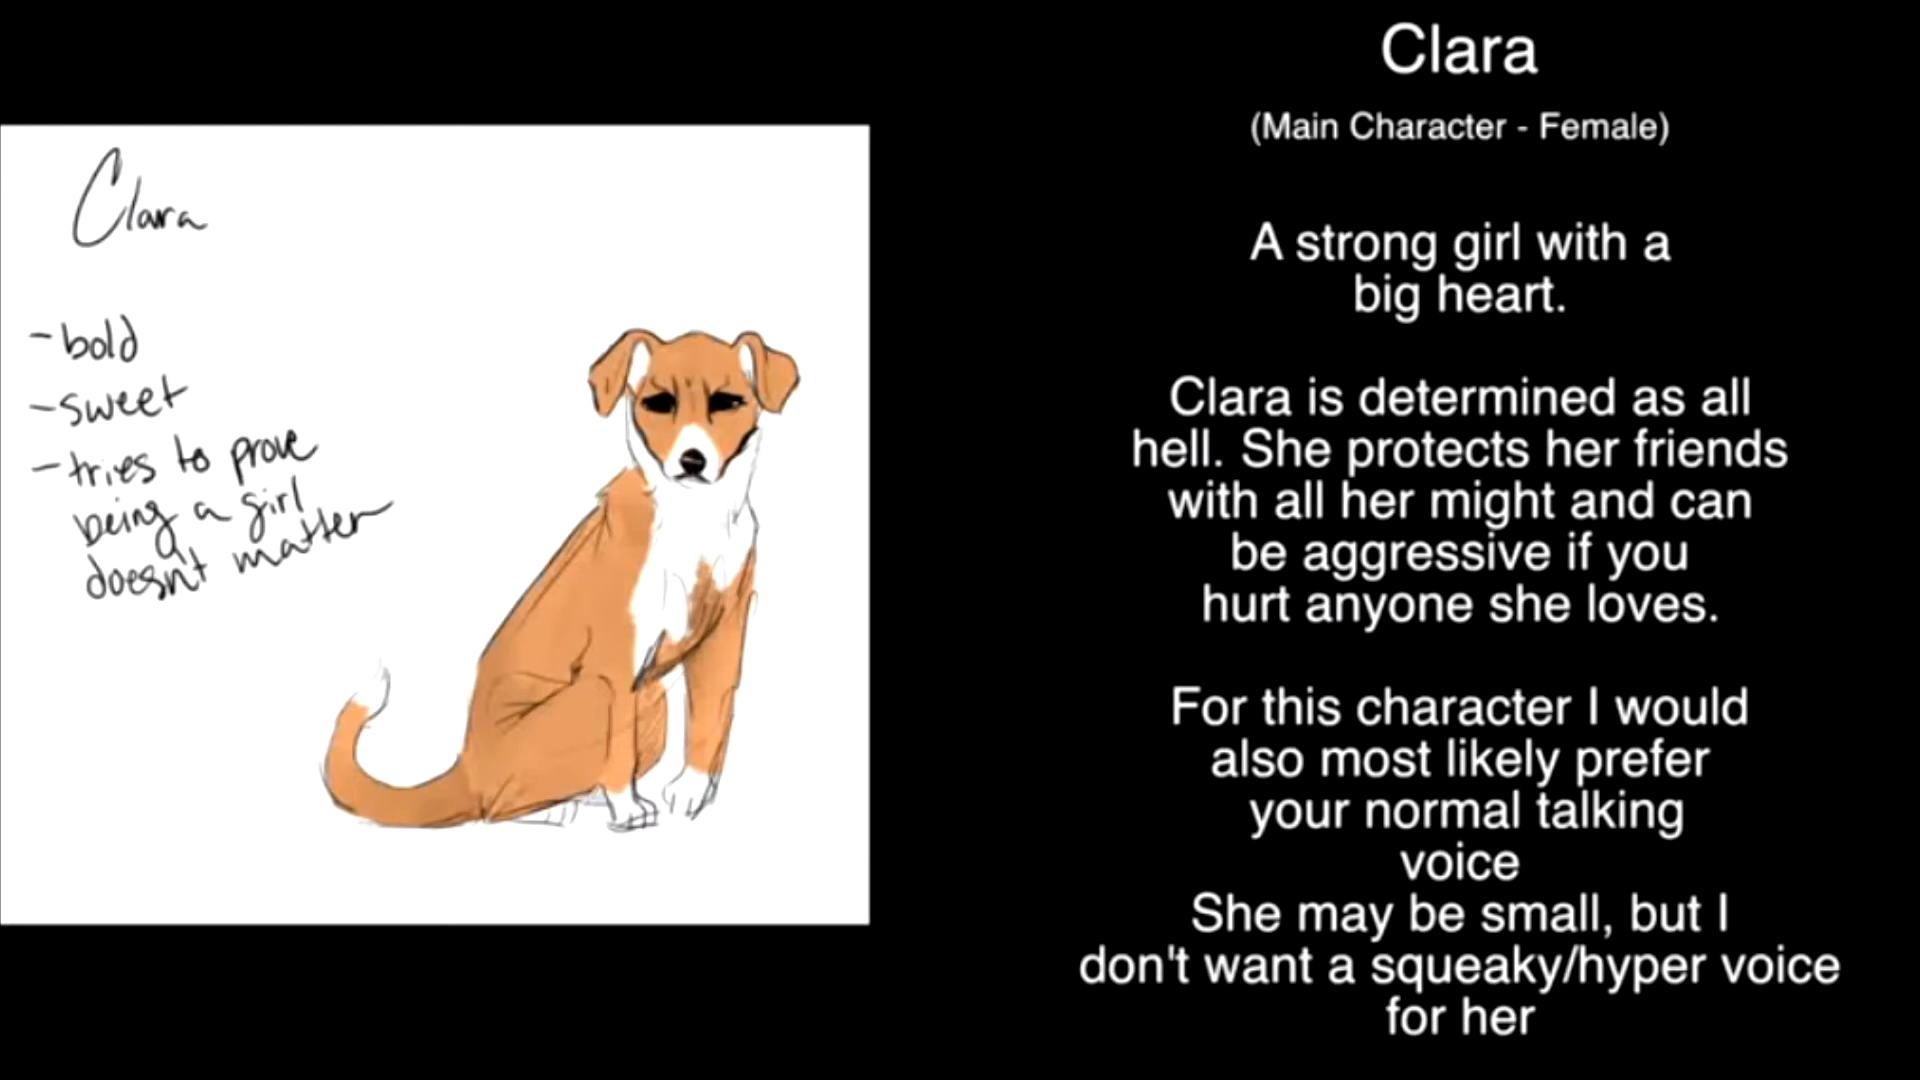 Clara
- bold
- sweet
- tries to prove
being a girl
doesn't matter
Clara
(Main Character - Female)
A strong girl with a
big heart.
Clara is determined as all
hell. She protects her friends
with all her might and can
be aggressive if you
hurt anyone she loves.
For this character I would
also most likely prefer
your normal talking
voice
She may be small, but I
don't want a squeaky/hyper voice
for her